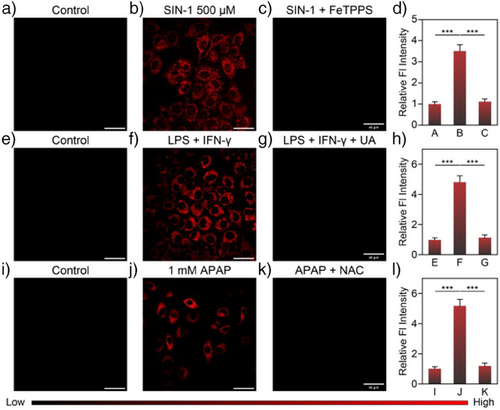 a) Control b) SIN-1 500 µM c) SIN-1 + FeTPPS d)
Relative FI Intensity
5
4
3
2
1
0
*** ***
A B C
e) Control f) LPS + IFN-γ g) LPS + IFN-γ + UA h)
Relative FI Intensity
6
4
2
0
*** ***
E F G
i) Control j) 1 mM APAP k) APAP + NAC l)
Relative FI Intensity
6
4
2
0
*** ***
I J K
Low High